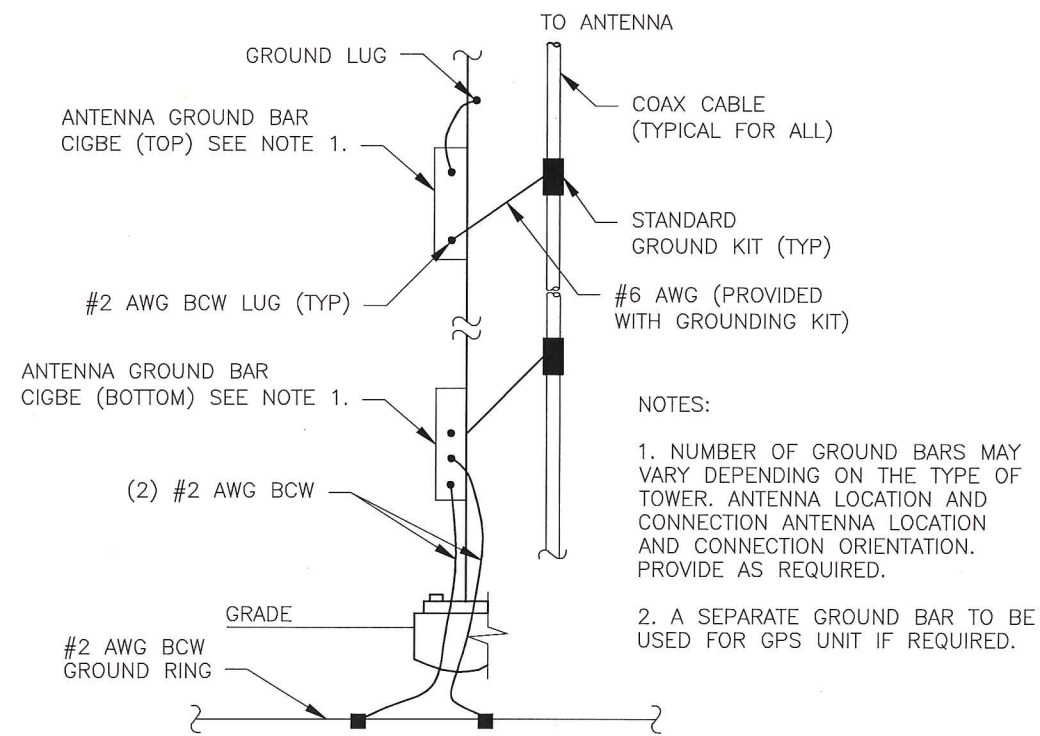 TO ANTENNA
GROUND LUG
ANTENNA GROUND BAR
CIGBE (TOP) SEE NOTE 1.
COAX CABLE
(TYPICAL FOR ALL)
STANDARD
GROUND KIT (TYP)
#2 AWG BCW LUG (TYP)
#6 AWG (PROVIDED
WITH GROUNDING KIT)
ANTENNA GROUND BAR
CIGBE (BOTTOM) SEE NOTE 1.
(2) #2 AWG BCW
GRADE
#2 AWG BCW
GROUND RING
NOTES:
1. NUMBER OF GROUND BARS MAY
VARY DEPENDING ON THE TYPE OF
TOWER. ANTENNA LOCATION AND
CONNECTION ANTENNA LOCATION
AND CONNECTION ORIENTATION.
PROVIDE AS REQUIRED.
2. A SEPARATE GROUND BAR TO BE
USED FOR GPS UNIT IF REQUIRED.